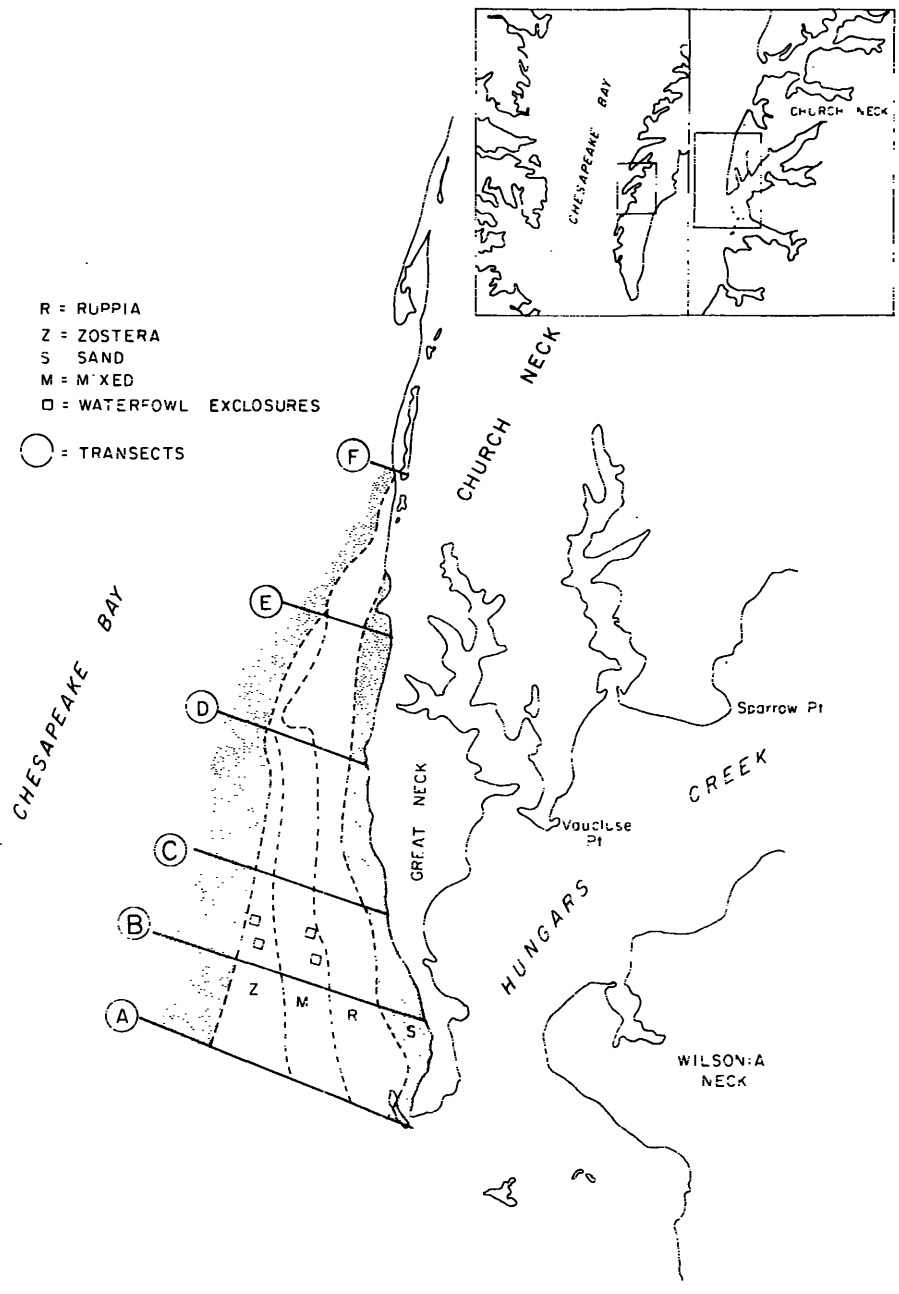 CHESAPEAKE BAY
CHURCH NECK
R = RUPPIA
Z = ZOSTERA
S SAND
M = MIXED
□ = WATERFOWL EXCLOSURES
○ = TRANSECTS
CHURCH NECK
F
E
CHESAPEAKE BAY
D
Sparrow Pt
GREAT NECK
HUNGARS CREEK
Vaucluse
Pt
C
B
Z
M
R
S
A
WILSONIA
NECK